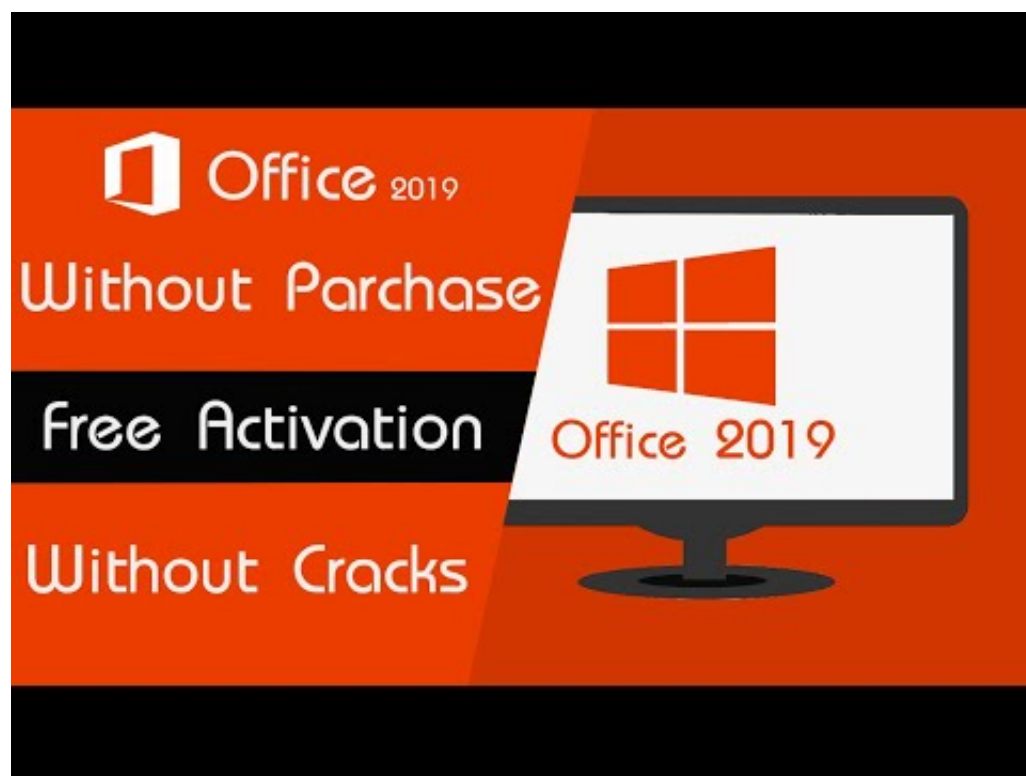 Office 2019
Without Parchase
Free Activation
Without Cracks
Office 2019